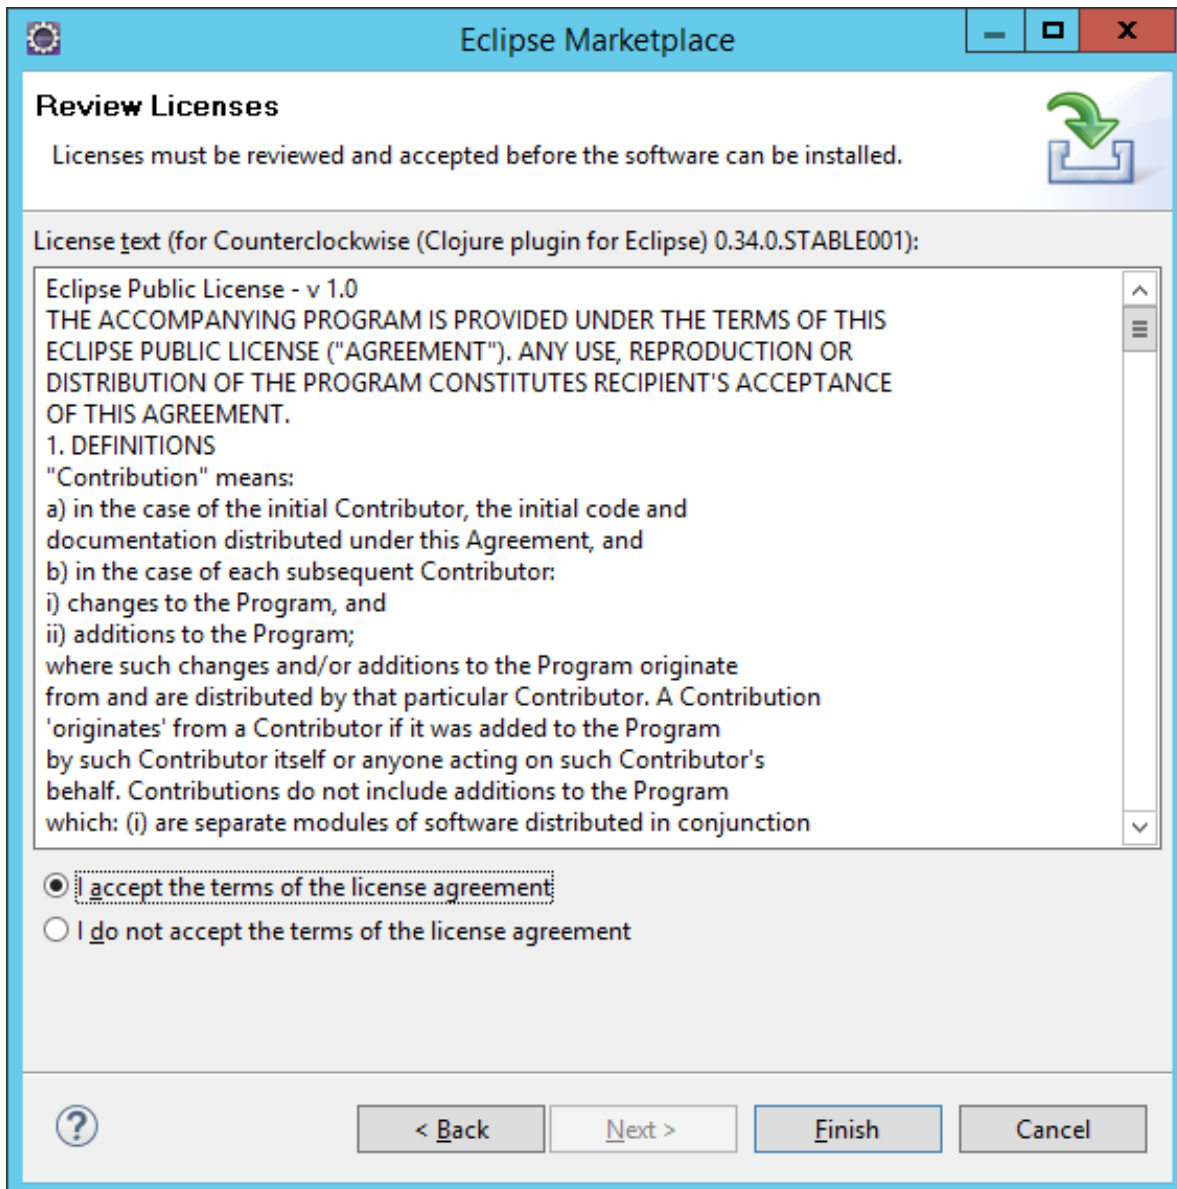 Eclipse Marketplace
Review Licenses
Licenses must be reviewed and accepted before the software can be installed.
License text (for Counterclockwise (Clojure plugin for Eclipse) 0.34.0.STABLE001):
Eclipse Public License - v 1.0
THE ACCOMPANYING PROGRAM IS PROVIDED UNDER THE TERMS OF THIS
ECLIPSE PUBLIC LICENSE ("AGREEMENT"). ANY USE, REPRODUCTION OR
DISTRIBUTION OF THE PROGRAM CONSTITUTES RECIPIENT'S ACCEPTANCE
OF THIS AGREEMENT.
1. DEFINITIONS
"Contribution" means:
a) in the case of the initial Contributor, the initial code and
documentation distributed under this Agreement, and
b) in the case of each subsequent Contributor:
i) changes to the Program, and
ii) additions to the Program;
where such changes and/or additions to the Program originate
from and are distributed by that particular Contributor. A Contribution
'originates' from a Contributor if it was added to the Program
by such Contributor itself or anyone acting on such Contributor's
behalf. Contributions do not include additions to the Program
which: (i) are separate modules of software distributed in conjunction
I accept the terms of the license agreement
I do not accept the terms of the license agreement
? < Back Next > Finish Cancel